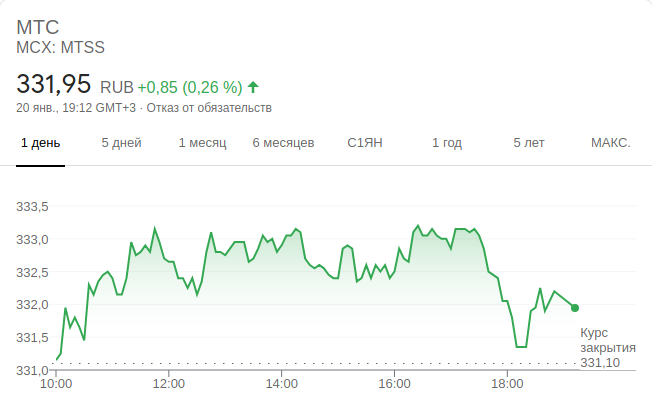 МТС
MCX: MTSS
331,95 RUB +0,85 (0,26 %)
20 янв., 19:12 GMT+3 · Отказ от обязательств
1 день 5 дней 1 месяц 6 месяцев С1ЯН 1 год 5 лет МАКС.
333,5
333,0
332,5
332,0
331,5
331,0
Курс
закрытия
331,10
10:00 12:00 14:00 16:00 18:00